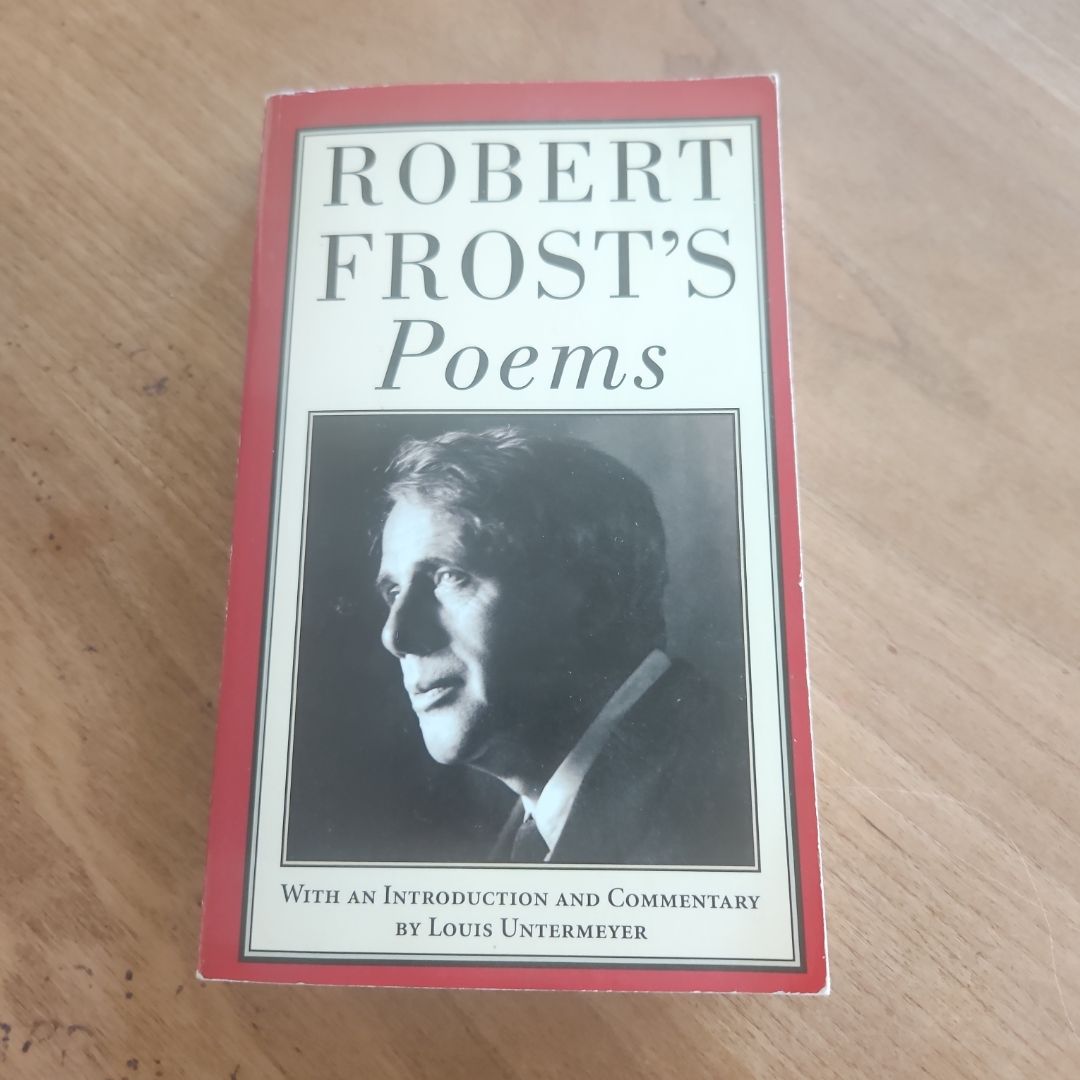 ROBERT
FROST'S
Poems
WITH AN INTRODUCTION AND COMMENTARY
BY LOUIS UNTERMEYER